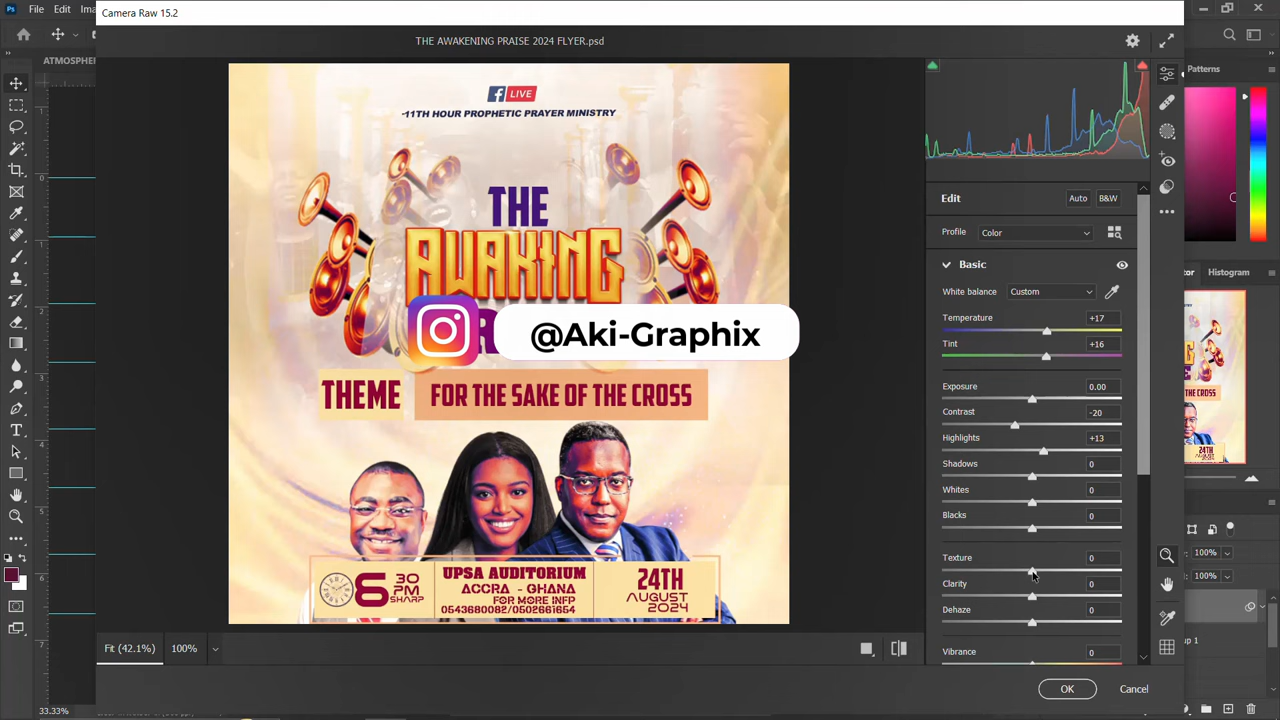 File Edit
Camera Raw 15.2
THE AWAKENING PRAISE 2024 FLYER.psd
LIVE
-11TH HOUR PROPHETIC PRAYER MINISTRY
THE
AWAKING
@Aki-Graphix
THEME FOR THE SAKE OF THE CROSS
6 30 PM SHARP
UPSA AUDITORIUM
ACCRA - GHANA
FOR MORE INFP
0543680082/0502661654
24TH
AUGUST
2024
Fit (42.1%) 100%
Edit Auto B&W
Profile Color
Basic
White balance Custom
Temperature +17
Tint +16
Exposure 0.00
Contrast -20
Highlights +13
Shadows 0
Whites 0
Blacks 0
Texture 0
Clarity 0
Dehaze 0
Vibrance 0
OK Cancel
Patterns
Histogram
100%
100%
33.33%